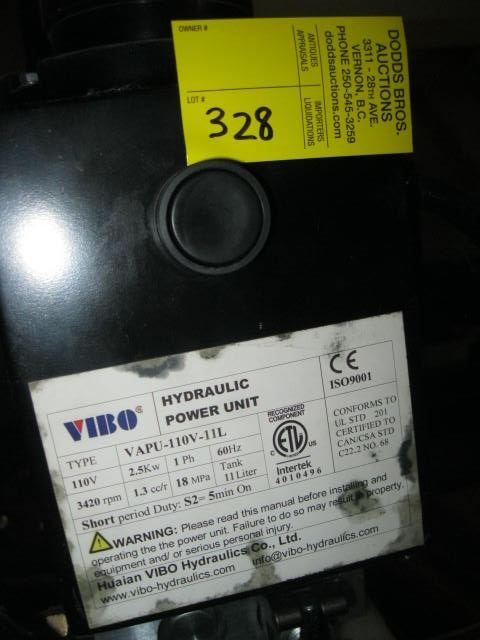 OWNER #
LOT #
328
ANTIQUES
APPRAISALS
IMPORTERS
LIQUIDATIONS
DODDS BROS.
AUCTIONS
3311 - 28TH AVE.
VERNON, B.C.
PHONE 250-545-3259
doddsauctions.com
VIBO®
HYDRAULIC
POWER UNIT
CE
ISO9001
TYPE VAPU-110V-11L
110V 2.5Kw 1 Ph 60Hz
3420 rpm 1.3 cc/r 18 MPa Tank 11Liter
Short period Duty: S2= 5min On
RECOGNIZED
COMPONENT
ETL
US
Intertek
4010496
CONFORMS TO
UL STD 201
CERTIFIED TO
CAN/CSA STD
C22.2 NO. 68
WARNING: Please read this manual before installing and
operating the the power unit. Failure to do so may result in property.
equipment and/or serious personal injury.
Huaian VIBO Hydraulics Co., Ltd.
www.vibo-hydraulics.com info@vibo-hydraulics.com